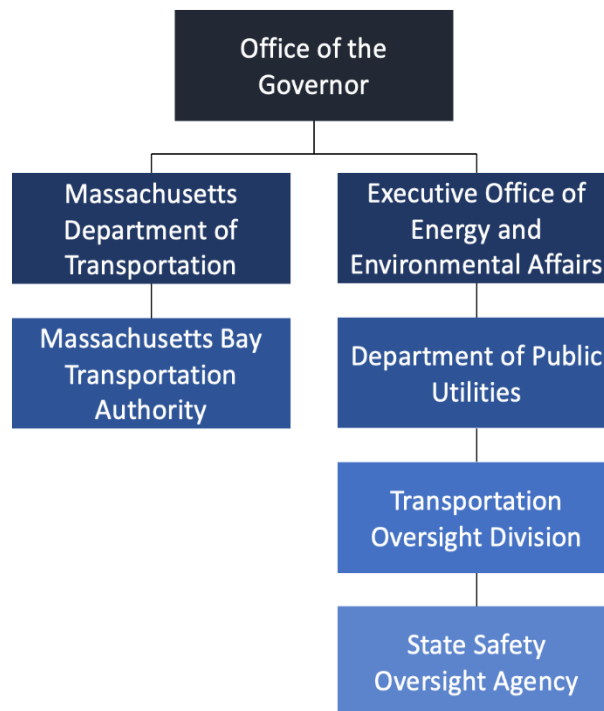 Office of the
Governor
Massachusetts
Department of
Transportation
Executive Office of
Energy and
Environmental Affairs
Massachusetts Bay
Transportation
Authority
Department of Public
Utilities
Transportation
Oversight Division
State Safety
Oversight Agency